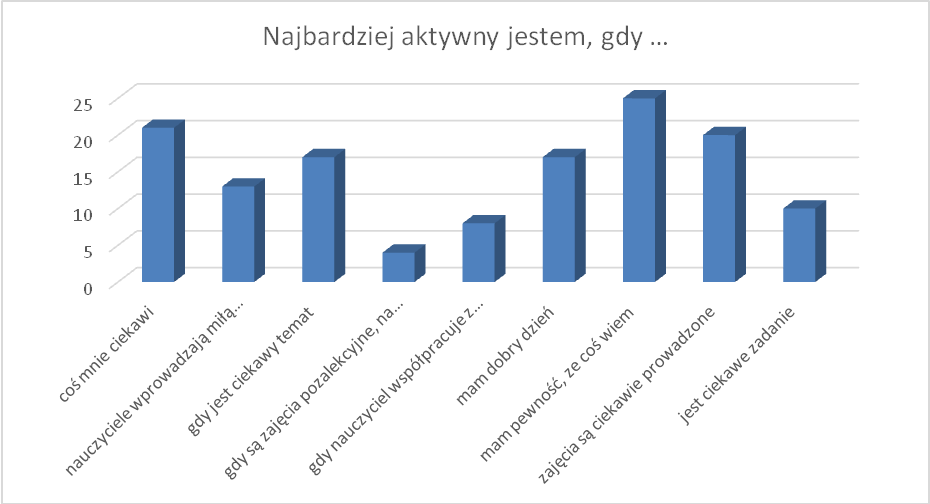 Najbardziej aktywny jestem, gdy ...
25
20
15
10
5
0
coś mnie ciekawi
nauczyciele wprowadzają miłą...
gdy jest ciekawy temat
gdy są zajęcia pozalekcyjne, na...
gdy nauczyciel współpracuje z...
mam dobry dzień
mam pewność, ze coś wiem
zajęcia są ciekawie prowadzone
jest ciekawe zadanie